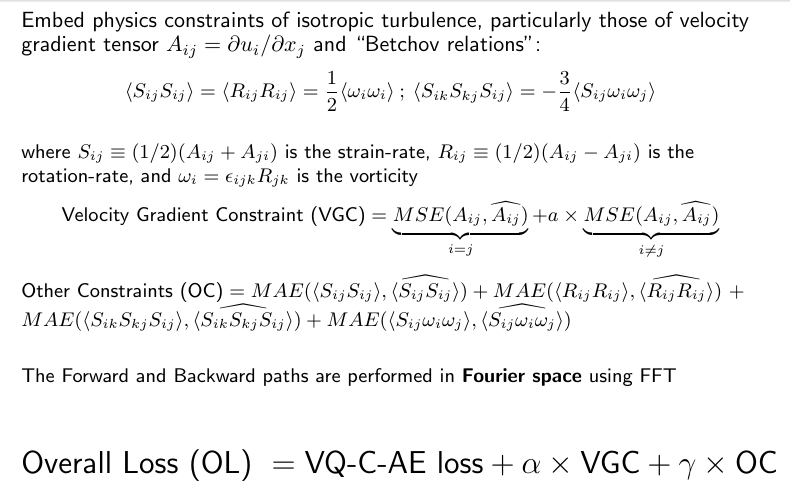 Embed physics constraints of isotropic turbulence, particularly those of velocity
gradient tensor $A_{ij} = \partial u_i/\partial x_j$ and “Betchov relations”:
$\langle S_{ij}S_{ij}\rangle = \langle R_{ij}R_{ij}\rangle = \frac{1}{2}\langle \omega_i\omega_i\rangle \; ; \; \langle S_{ik}S_{kj}S_{ij}\rangle = -\frac{3}{4}\langle S_{ij}\omega_i\omega_j\rangle$
where $S_{ij} \equiv (1/2)(A_{ij} + A_{ji})$ is the strain-rate, $R_{ij} \equiv (1/2)(A_{ij} - A_{ji})$ is the
rotation-rate, and $\omega_i = \epsilon_{ijk}R_{jk}$ is the vorticity
Velocity Gradient Constraint (VGC) $= \underbrace{MSE(A_{ij}, \widehat{A_{ij}})}_{i=j} + a \times \underbrace{MSE(A_{ij}, \widehat{A_{ij}})}_{i \neq j}$
Other Constraints (OC) $= MAE(\langle S_{ij}S_{ij}\rangle, \langle \widehat{S_{ij}S_{ij}}\rangle) + MAE(\langle R_{ij}R_{ij}\rangle, \langle \widehat{R_{ij}R_{ij}}\rangle) +$
$MAE(\langle S_{ik}S_{kj}S_{ij}\rangle, \langle \widehat{S_{ik}S_{kj}S_{ij}}\rangle) + MAE(\langle S_{ij}\omega_i\omega_j\rangle, \langle \widehat{S_{ij}\omega_i\omega_j}\rangle)$
The Forward and Backward paths are performed in Fourier space using FFT
Overall Loss (OL) $=$ VQ-C-AE loss $+ \alpha \times$ VGC $+ \gamma \times$ OC